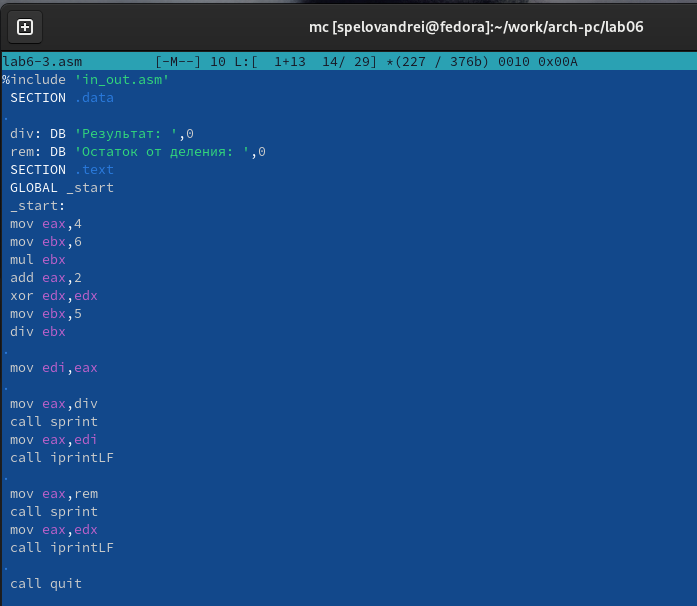 mc [spelovandrei@fedora]:~/work/arch-pc/lab06
lab6-3.asm [-M--] 10 L:[ 1+13 14/ 29] *(227 / 376b) 0010 0x00A
%include 'in_out.asm'
SECTION .data
.
div: DB 'Результат: ',0
rem: DB 'Остаток от деления: ',0
SECTION .text
GLOBAL _start
_start:
mov eax,4
mov ebx,6
mul ebx
add eax,2
xor edx,edx
mov ebx,5
div ebx
.
mov edi,eax
.
mov eax,div
call sprint
mov eax,edi
call iprintLF
.
mov eax,rem
call sprint
mov eax,edx
call iprintLF
.
call quit